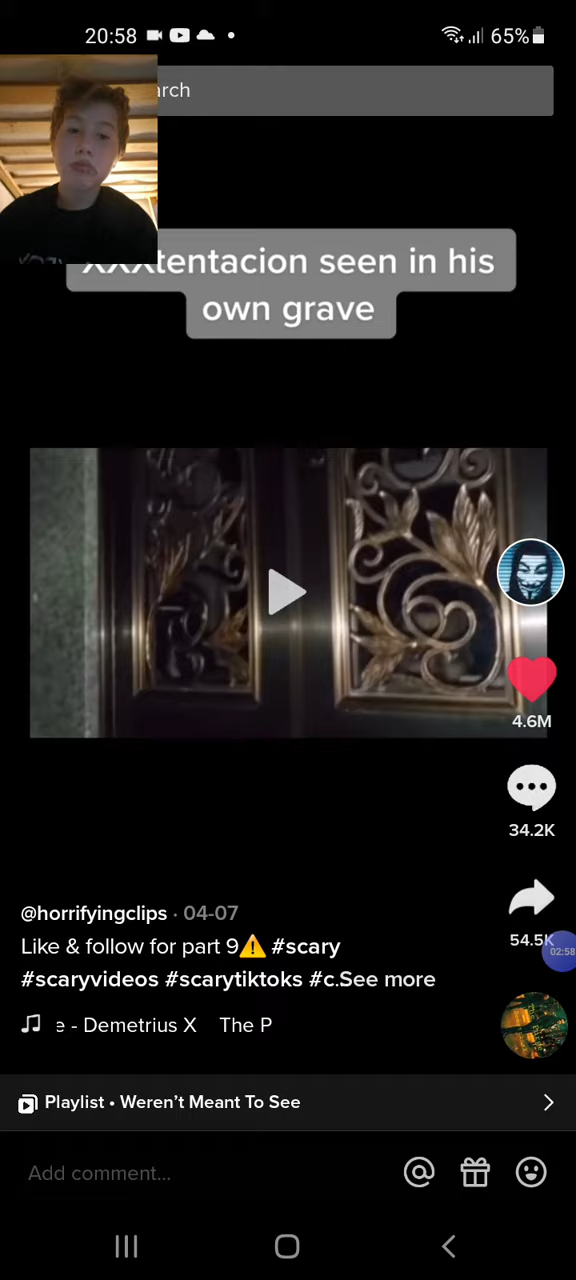 20:58 65%
arch
XXXtentacion seen in his
own grave
4.6M
34.2K
54.5K
02:58
@horrifyingclips · 04-07
Like & follow for part 9⚠️ #scary
#scaryvideos #scarytiktoks #c.See more
e - Demetrius X The P
Playlist • Weren't Meant To See
Add comment...